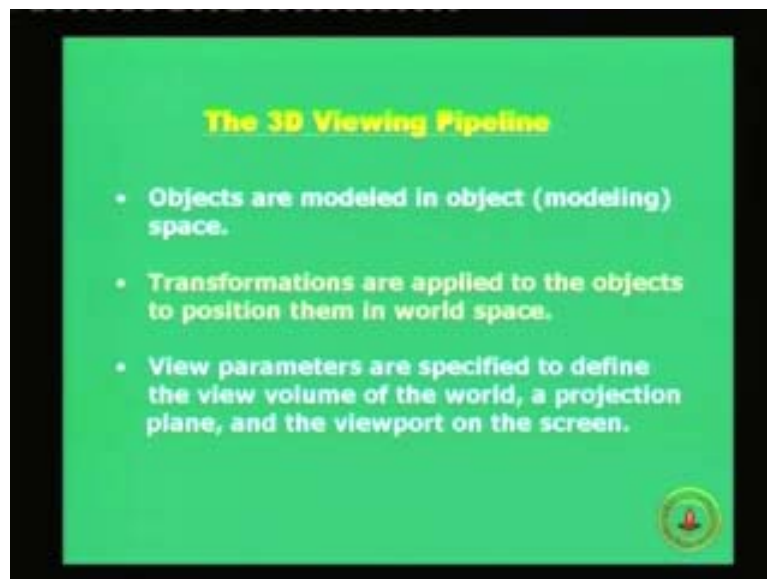 The 3D Viewing Pipeline
• Objects are modeled in object (modeling)
space.
• Transformations are applied to the objects
to position them in world space.
• View parameters are specified to define
the view volume of the world, a projection
plane, and the viewport on the screen.